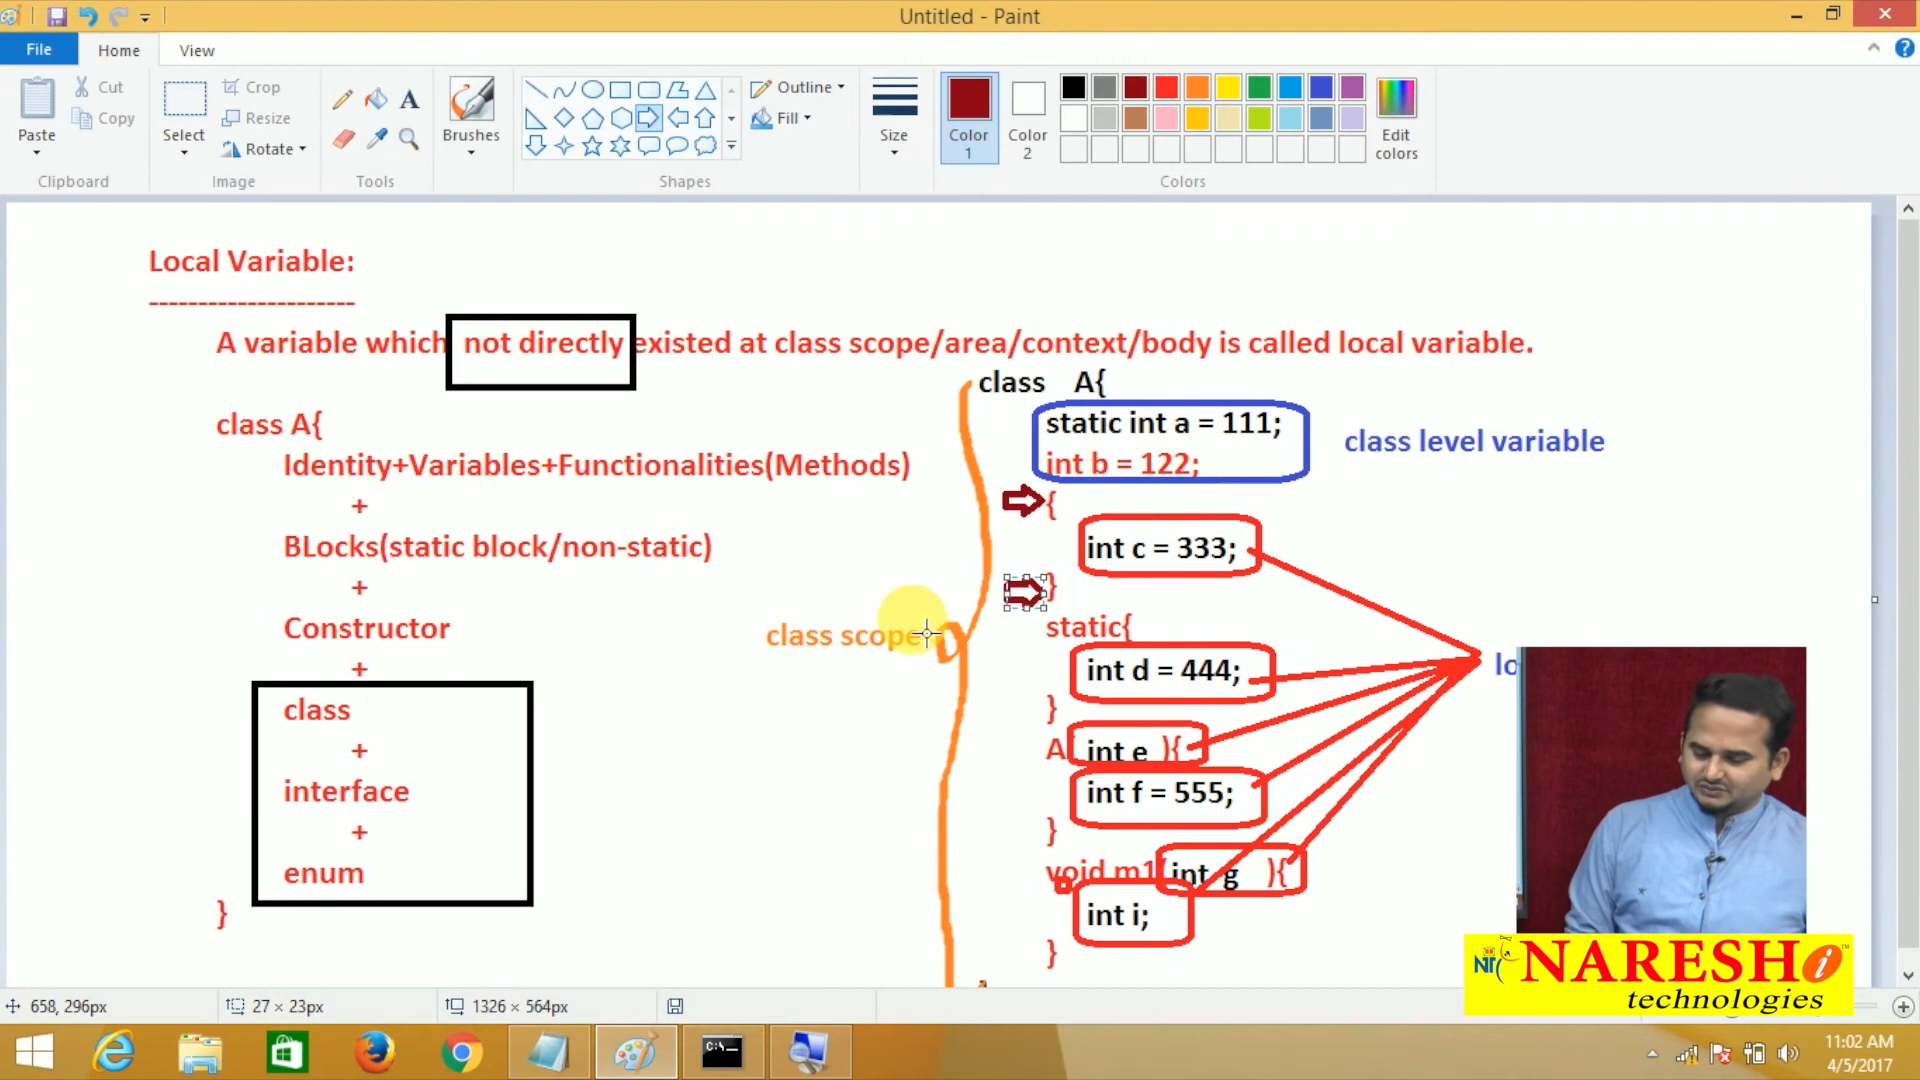 Untitled - Paint
File
Home
View
Paste
Cut
Copy
Clipboard
Select
Crop
Resize
Rotate
Image
A
Tools
Brushes
Shapes
Outline
Fill
Size
Color 1
Color 2
Edit colors
Colors
Local Variable:
---------------------
A variable which not directly existed at class scope/area/context/body is called local variable.
class A{
Identity+Variables+Functionalities(Methods)
+
BLocks(static block/non-static)
+
Constructor
+
class
+
interface
+
enum
}
class scope
class A{
static int a = 111;
int b = 122;
class level variable
{
int c = 333;
}
static{
int d = 444;
}
A int e ){
int f = 555;
}
void m1( int g ){
int i;
}
lo
NARESH i ™
technologies
658, 296px
27 × 23px
1326 × 564px
11:02 AM
4/5/2017